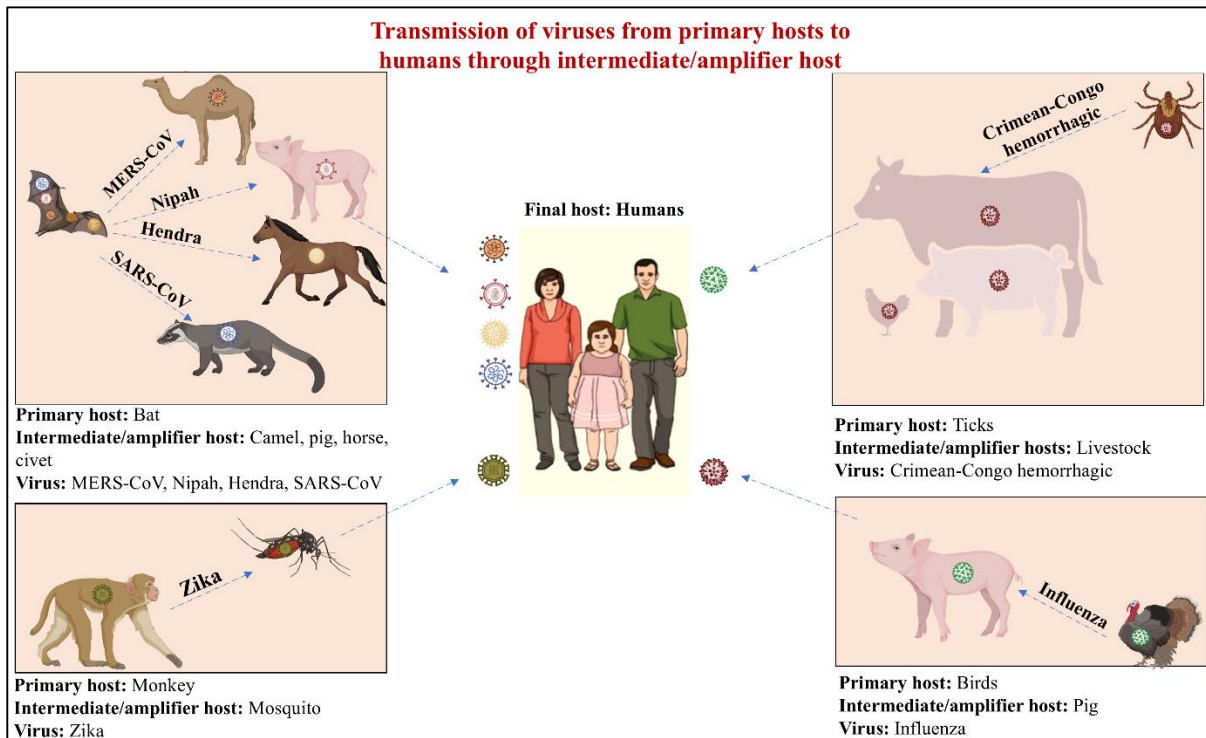 Transmission of viruses from primary hosts to
humans through intermediate/amplifier host
MERS-CoV
Nipah
Hendra
SARS-CoV
Primary host: Bat
Intermediate/amplifier host: Camel, pig, horse,
civet
Virus: MERS-CoV, Nipah, Hendra, SARS-CoV
Zika
Primary host: Monkey
Intermediate/amplifier host: Mosquito
Virus: Zika
Final host: Humans
Crimean-Congo
hemorrhagic
Primary host: Ticks
Intermediate/amplifier hosts: Livestock
Virus: Crimean-Congo hemorrhagic
Influenza
Primary host: Birds
Intermediate/amplifier host: Pig
Virus: Influenza